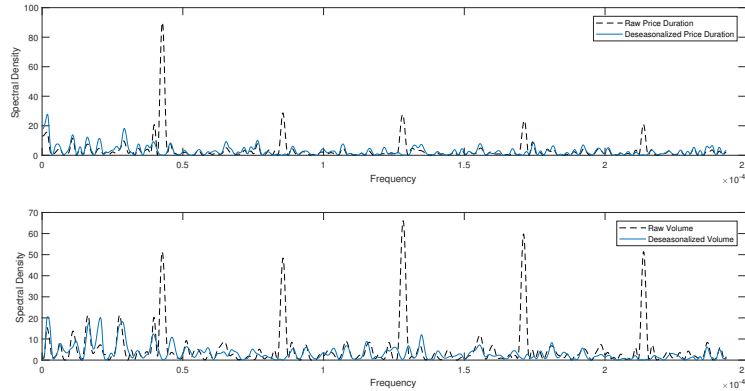 100
80
60
40
20
0
Spectral Density
Raw Price Duration
Deseasonalized Price Duration
0 0.5 1 1.5 2 2.5
Frequency
×10⁻⁴
70
60
50
40
30
20
10
0
Spectral Density
Raw Volume
Deseasonalized Volume
0 0.5 1 1.5 2
Frequency
×10⁻⁴